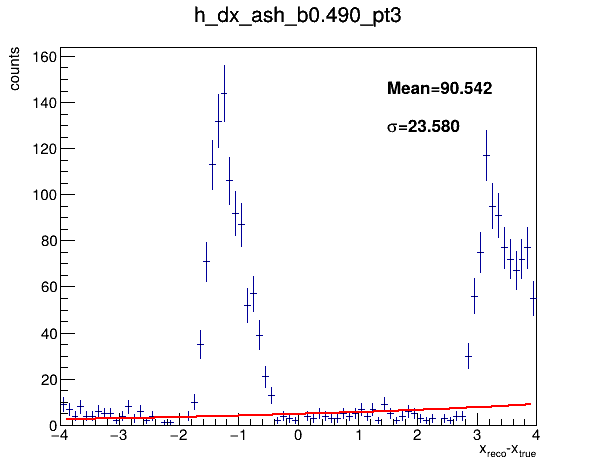 h_dx_ash_b0.490_pt3
counts
160
140
120
100
80
60
40
20
0
Mean=90.542
σ=23.580
−4 −3 −2 −1 0 1 2 3 4
x_reco-x_true